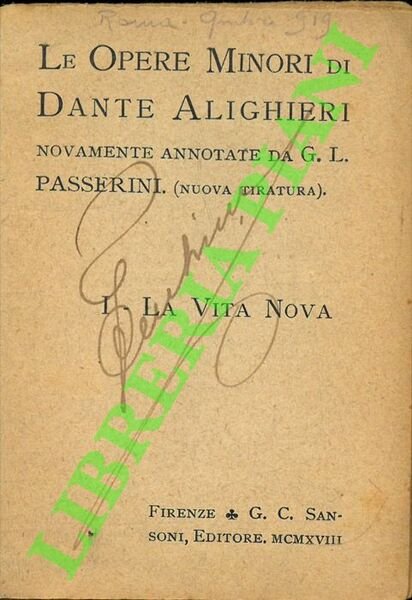 Roma - 919
LE OPERE MINORI DI
DANTE ALIGHIERI
NOVAMENTE ANNOTATE DA G. L.
PASSERINI. (NUOVA TIRATURA).
I - LA VITA NOVA
FIRENZE ♣ G. C. SAN-
SONI, EDITORE. MCMXVIII
LIBRERIA PIANI